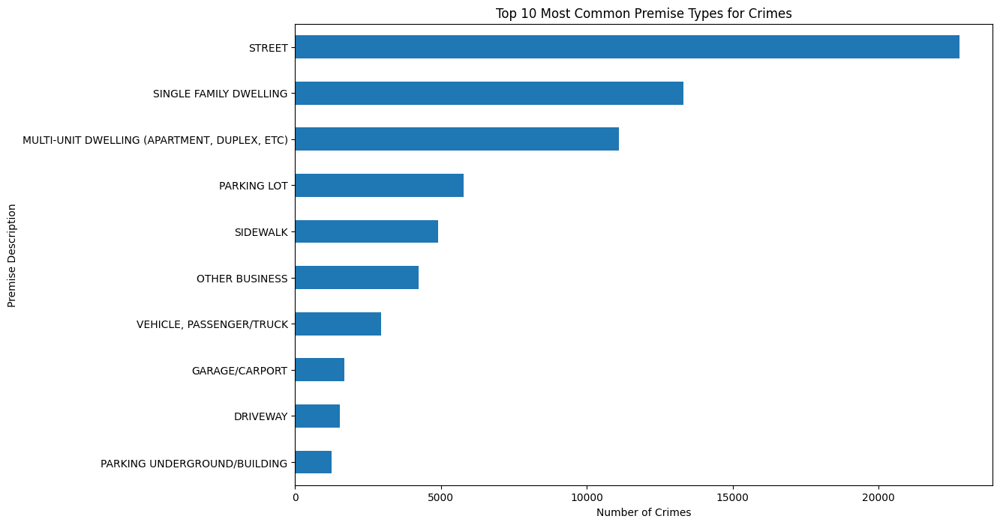 Top 10 Most Common Premise Types for Crimes
Premise Description
STREET
SINGLE FAMILY DWELLING
MULTI-UNIT DWELLING (APARTMENT, DUPLEX, ETC)
PARKING LOT
SIDEWALK
OTHER BUSINESS
VEHICLE, PASSENGER/TRUCK
GARAGE/CARPORT
DRIVEWAY
PARKING UNDERGROUND/BUILDING
0 5000 10000 15000 20000
Number of Crimes